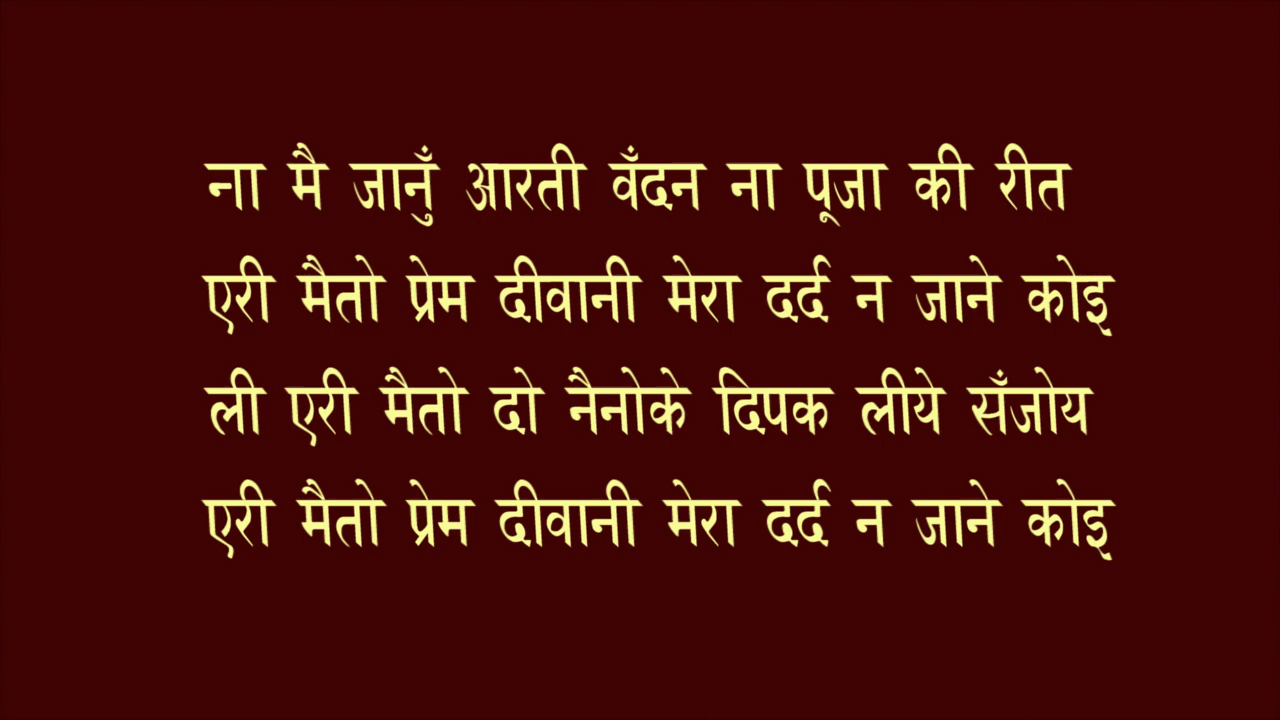 ना मै जानुँ आरती वँदन ना पूजा की रीत
एरी मैतो प्रेम दीवानी मेरा दर्द न जाने कोइ
ली एरी मैतो दो नैनोके दिपक लीये सँजोय
एरी मैतो प्रेम दीवानी मेरा दर्द न जाने कोइ